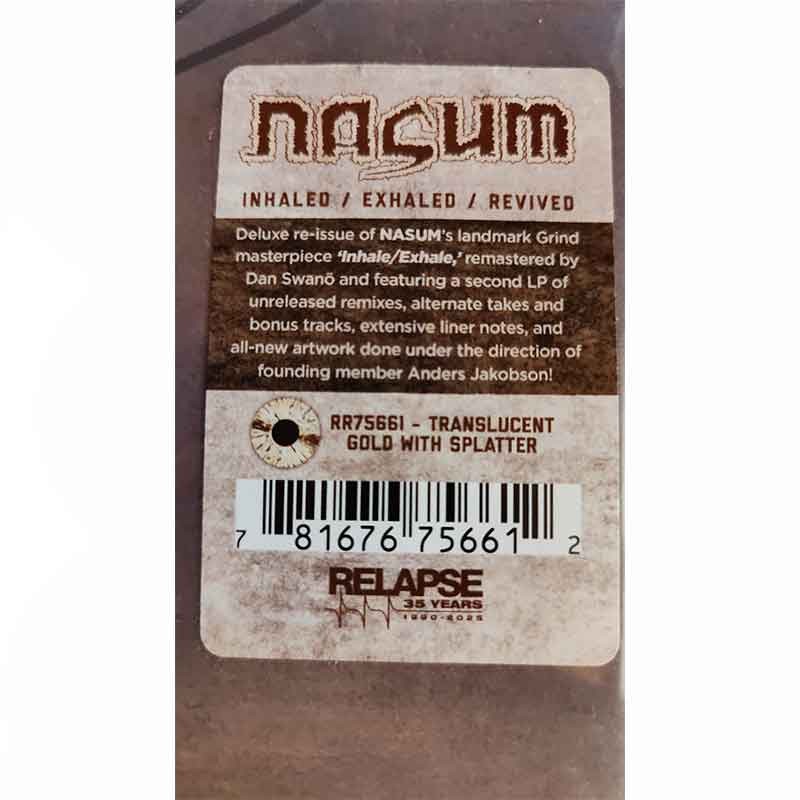 NASUM
INHALED / EXHALED / REVIVED
Deluxe re-issue of NASUM's landmark Grind
masterpiece 'Inhale/Exhale,' remastered by
Dan Swanö and featuring a second LP of
unreleased remixes, alternate takes and
bonus tracks, extensive liner notes, and
all-new artwork done under the direction of
founding member Anders Jakobson!
RR75661 - TRANSLUCENT
GOLD WITH SPLATTER
7 81676 75661 2
RELAPSE
35 YEARS
1990-2025